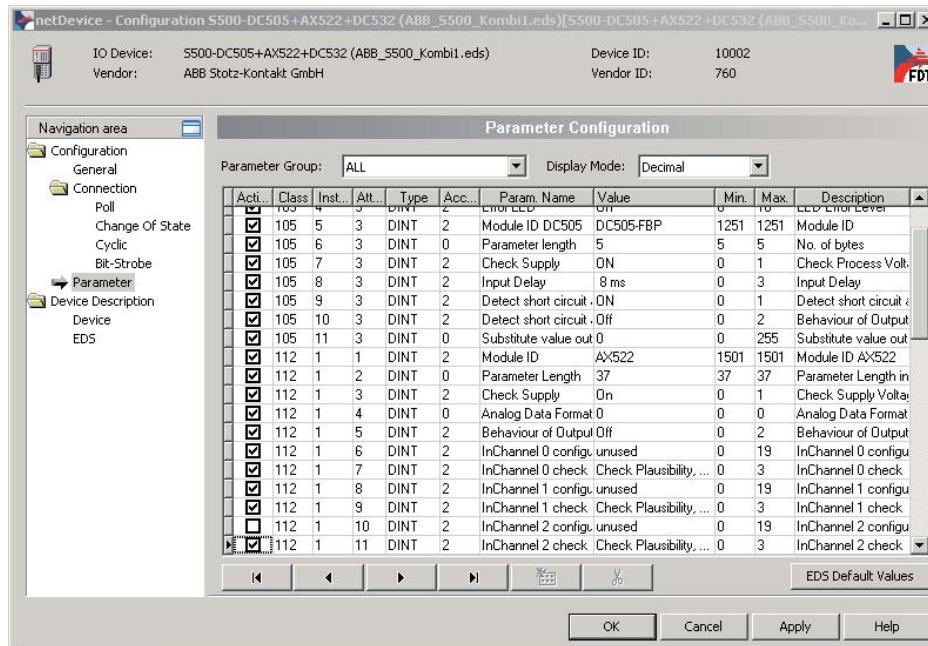 netDevice - Configuration S500-DC505+AX522+DC532 (ABB_S500_Kombi1.eds)[S500-DC505+AX522+DC532 (ABB_S500_Ko...
IO Device: S500-DC505+AX522+DC532 (ABB_S500_Kombi1.eds) Device ID: 10002
Vendor: ABB Stotz-Kontakt GmbH Vendor ID: 760
FDT
Navigation area
Configuration
General
Connection
Poll
Change Of State
Cyclic
Bit-Strobe
Parameter
Device Description
Device
EDS
Parameter Configuration
Parameter Group: ALL Display Mode: Decimal
Acti... Class Inst... Att... Type Acc... Param. Name Value Min. Max. Description
105 4 3 DINT 2 Error LED On 0 16 LED Error Level
105 5 3 DINT 2 Module ID DC505 DC505-FBP 1251 1251 Module ID
105 6 3 DINT 0 Parameter length 5 5 5 No. of bytes
105 7 3 DINT 2 Check Supply ON 0 1 Check Process Volt
105 8 3 DINT 2 Input Delay 8 ms 0 3 Input Delay
105 9 3 DINT 2 Detect short circuit ON 0 1 Detect short circuit
105 10 3 DINT 2 Detect short circuit Off 0 2 Behaviour of Output
105 11 3 DINT 0 Substitute value out 0 0 255 Substitute value out
112 1 1 DINT 2 Module ID AX522 1501 1501 Module ID AX522
112 1 2 DINT 0 Parameter Length 37 37 37 Parameter Length in
112 1 3 DINT 2 Check Supply On 0 1 Check Supply Volta
112 1 4 DINT 0 Analog Data Format 0 0 0 Analog Data Format
112 1 5 DINT 2 Behaviour of Output Off 0 2 Behaviour of Output
112 1 6 DINT 2 InChannel 0 configu unused 0 19 InChannel 0 configu
112 1 7 DINT 2 InChannel 0 check Check Plausibility, ... 0 3 InChannel 0 check
112 1 8 DINT 2 InChannel 1 configu unused 0 19 InChannel 1 configu
112 1 9 DINT 2 InChannel 1 check Check Plausibility, ... 0 3 InChannel 1 check
112 1 10 DINT 2 InChannel 2 configu unused 0 19 InChannel 2 configu
112 1 11 DINT 2 InChannel 2 check Check Plausibility, ... 0 3 InChannel 2 check
EDS Default Values
OK Cancel Apply Help